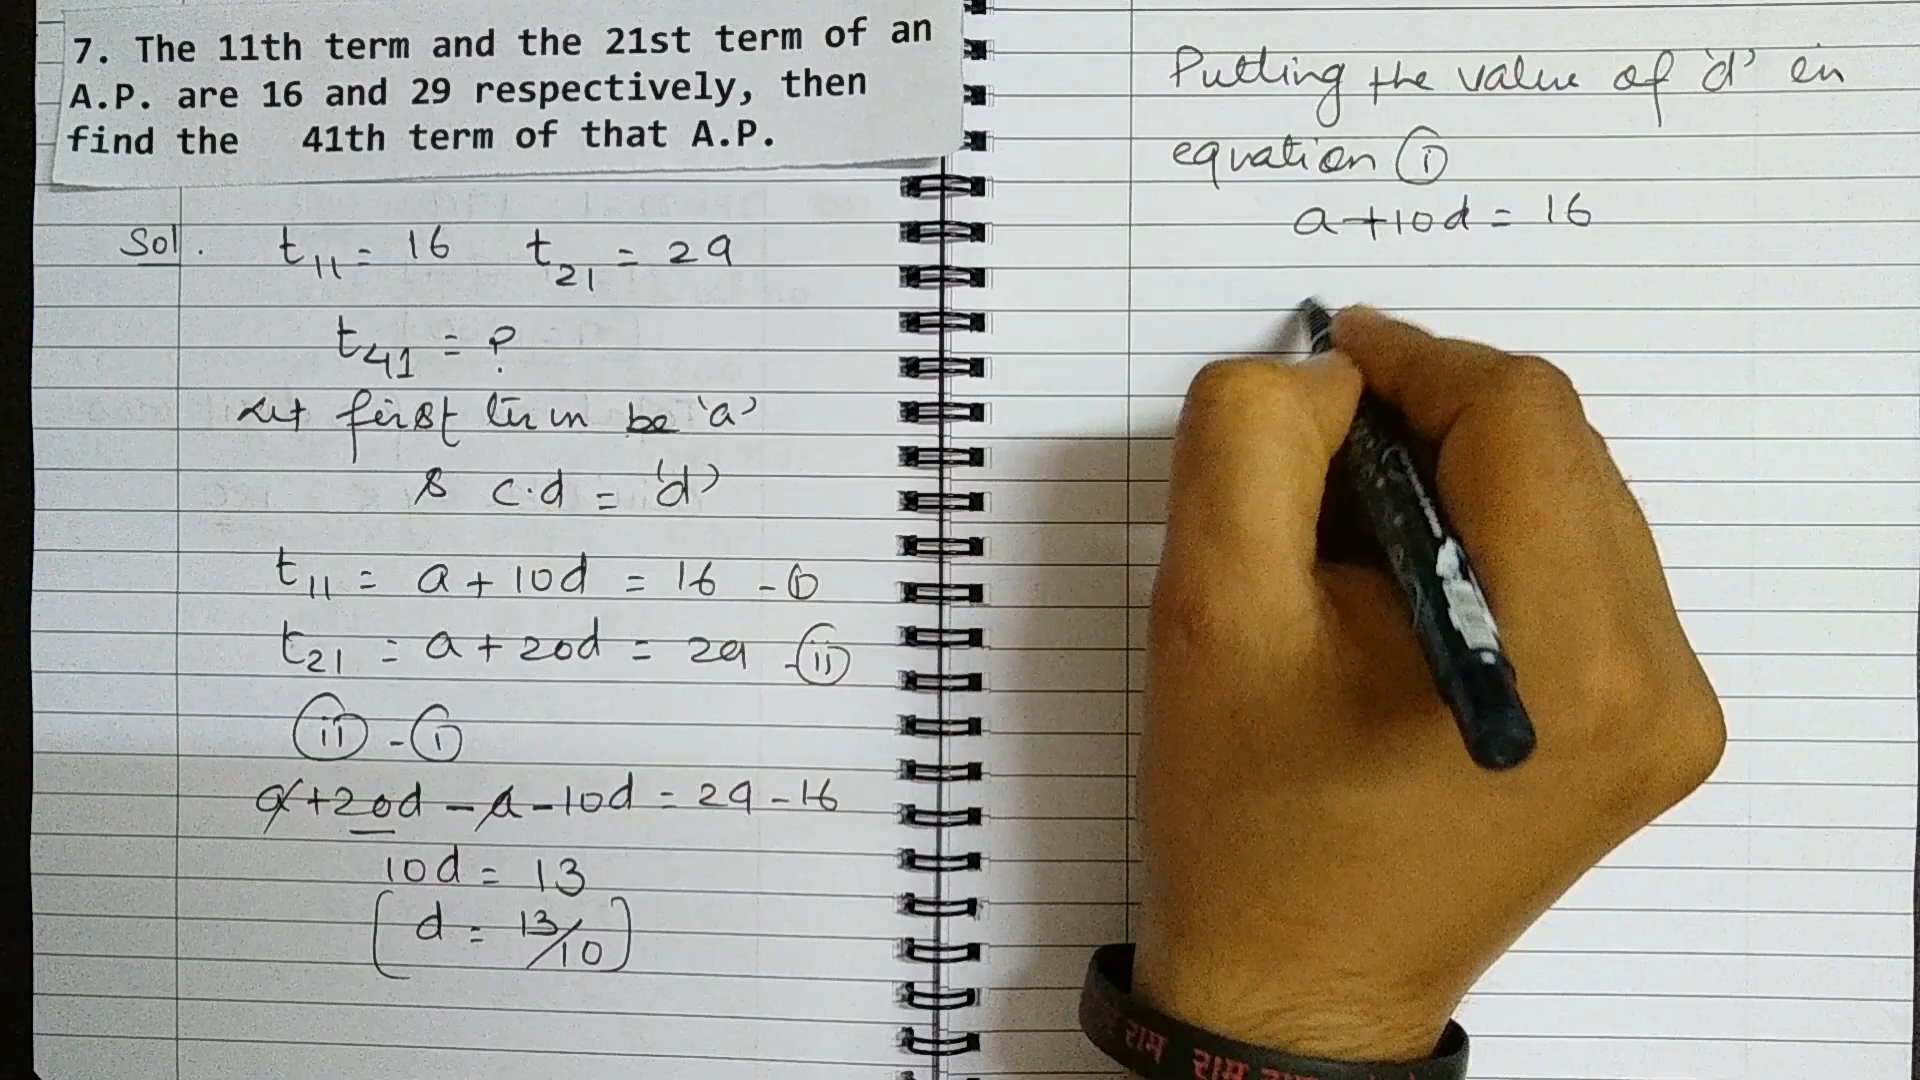 7. The 11th term and the 21st term of an
A.P. are 16 and 29 respectively, then
find the 41th term of that A.P.
Sol. t₁₁ = 16 t₂₁ = 29
t₄₁ = ?
Let first term be 'a'
& c.d = 'd'
t₁₁ = a + 10d = 16 - ⓘ
t₂₁ = a + 20d = 29 - (ii)
(ii) - (i)
a + 20d - a - 10d = 29 - 16
10d = 13
[d = 13/10]
Putting the value of 'd' in
equation (i)
a + 10d = 16
राम राम